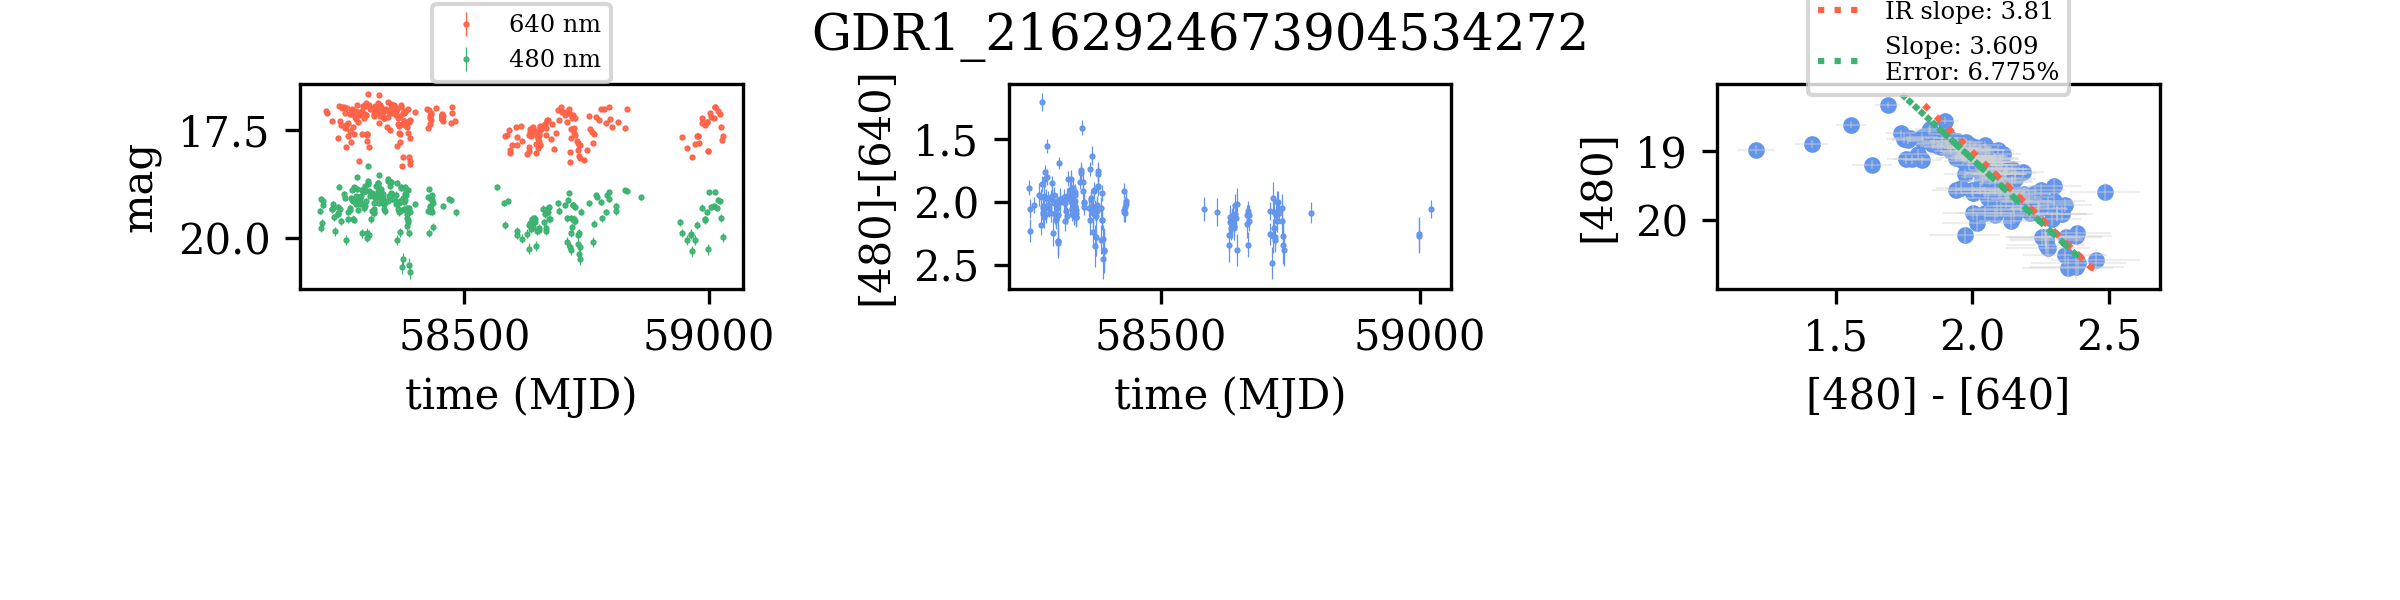 GDR1_2162924673904534272
640 nm
480 nm
mag
17.5
20.0
58500
59000
time (MJD)
[480]-[640]
1.5
2.0
2.5
58500
59000
time (MJD)
IR slope: 3.81
Slope: 3.609
Error: 6.775%
[480]
19
20
1.5
2.0
2.5
[480] - [640]